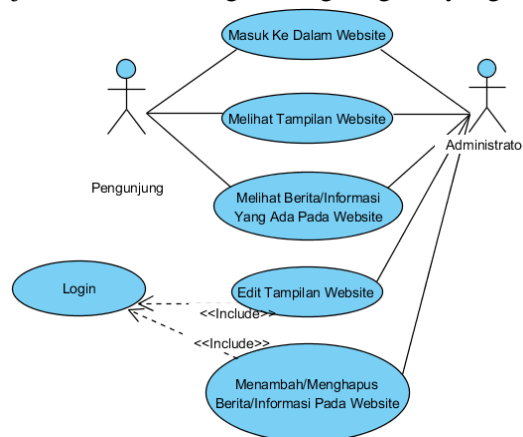 Masuk Ke Dalam Website
Melihat Tampilan Website
Administrato
Pengunjung
Melihat Berita/Informasi
Yang Ada Pada Website
Login
Edit Tampilan Website
<<Include>>
<<Include>>
Menambah/Menghapus
Berita/Informasi Pada Website